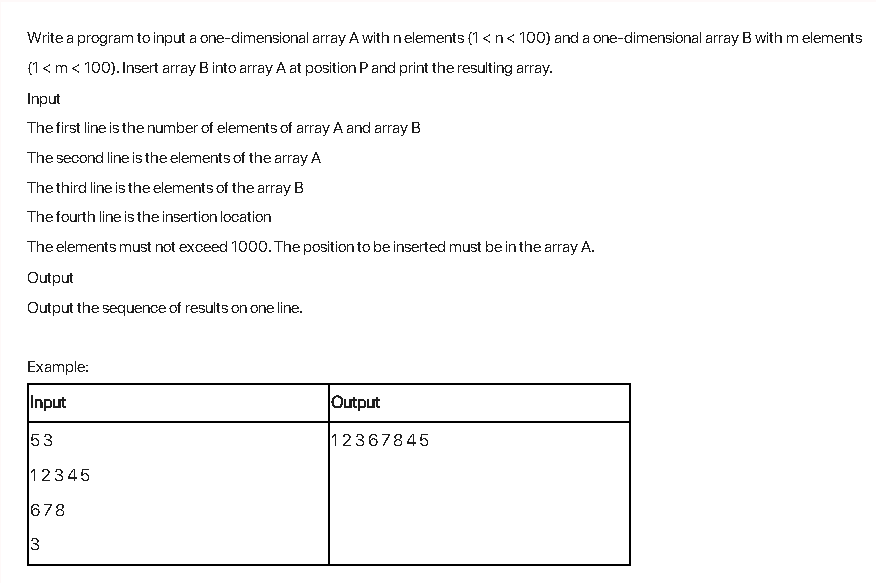 Write a program to input a one-dimensional array A with n elements (1 < n < 100) and a one-dimensional array B with m elements
(1 < m < 100). Insert array B into array A at position P and print the resulting array.
Input
The first line is the number of elements of array A and array B
The second line is the elements of the array A
The third line is the elements of the array B
The fourth line is the insertion location
The elements must not exceed 1000. The position to be inserted must be in the array A.
Output
Output the sequence of results on one line.
Example:
Input Output
5 3 1 2 3 6 7 8 4 5
1 2 3 4 5
6 7 8
3